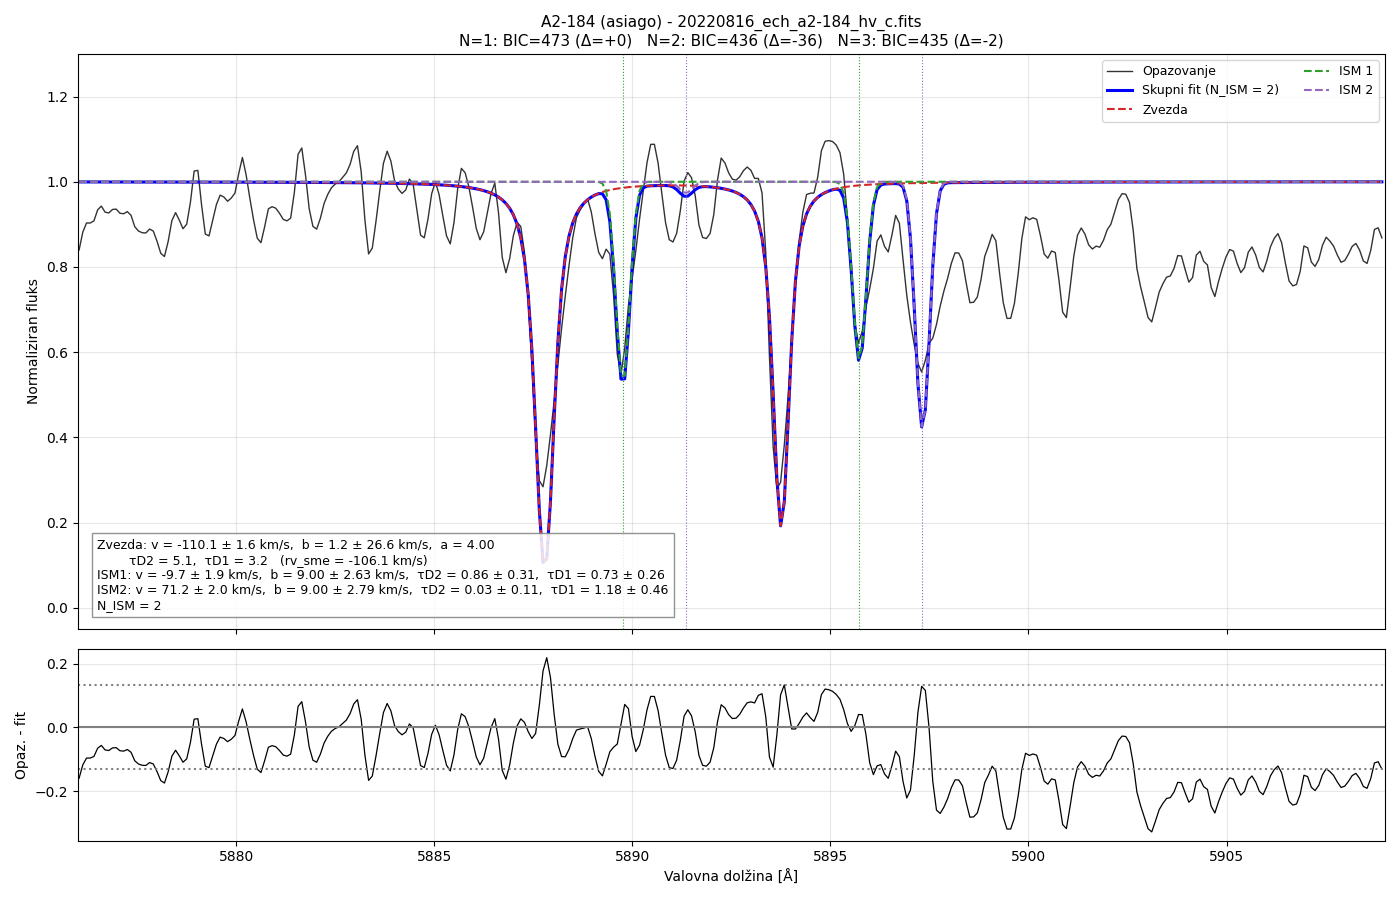 A2-184 (asiago) - 20220816_ech_a2-184_hv_c.fits
N=1: BIC=473 (Δ=+0)   N=2: BIC=436 (Δ=-36)   N=3: BIC=435 (Δ=-2)
Opazovanje
Skupni fit (N_ISM = 2)
Zvezda
ISM 1
ISM 2
Normaliziran fluks
1.2
1.0
0.8
0.6
0.4
0.2
0.0
Zvezda: v = -110.1 ± 1.6 km/s,  b = 1.2 ± 26.6 km/s,  a = 4.00
τD2 = 5.1,  τD1 = 3.2   (rv_sme = -106.1 km/s)
ISM1: v = -9.7 ± 1.9 km/s,  b = 9.00 ± 2.63 km/s,  τD2 = 0.86 ± 0.31,  τD1 = 0.73 ± 0.26
ISM2: v = 71.2 ± 2.0 km/s,  b = 9.00 ± 2.79 km/s,  τD2 = 0.03 ± 0.11,  τD1 = 1.18 ± 0.46
N_ISM = 2
Opaz. - fit
0.2
0.0
−0.2
5880
5885
5890
5895
5900
5905
Valovna dolžina [Å]